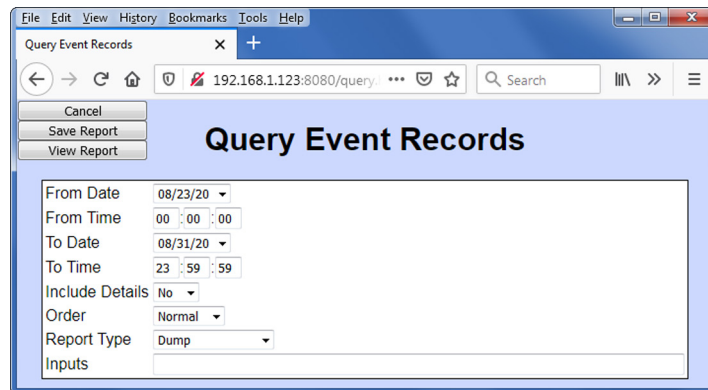 File Edit View History Bookmarks Tools Help
Query Event Records
192.168.1.123:8080/query. Search
Cancel
Save Report
View Report
Query Event Records
From Date 08/23/20
From Time 00 : 00 : 00
To Date 08/31/20
To Time 23 : 59 : 59
Include Details No
Order Normal
Report Type Dump
Inputs